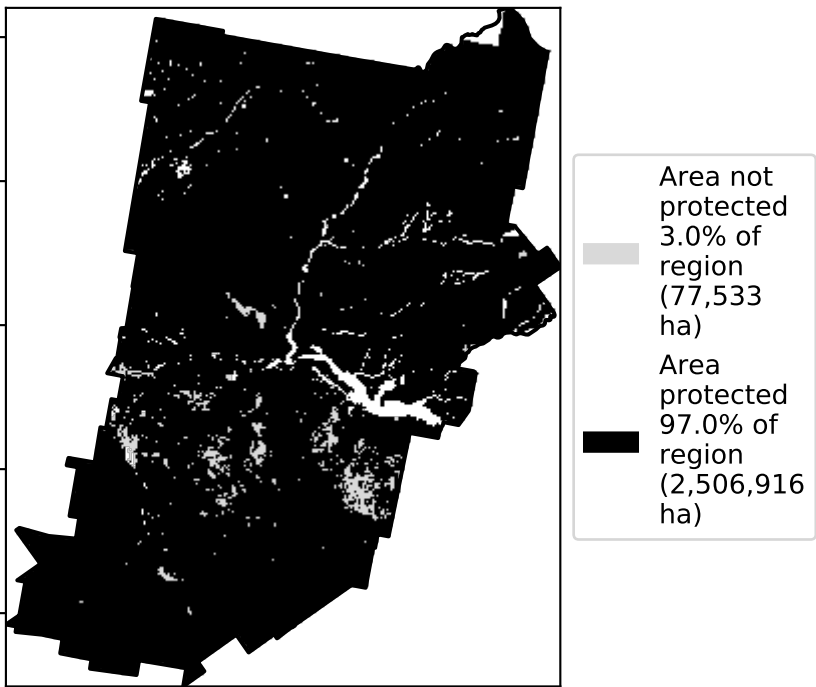 Area not
protected
3.0% of
region
(77,533
ha)
Area
protected
97.0% of
region
(2,506,916
ha)